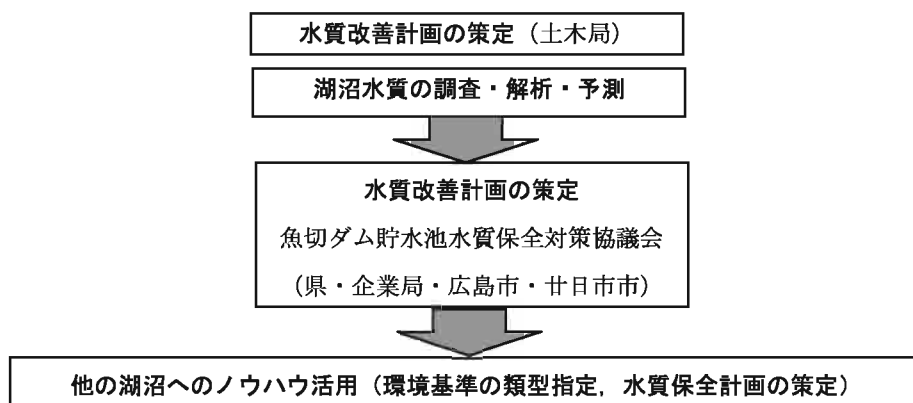 水質改善計画の策定（土木局）
湖沼水質の調査・解析・予測
水質改善計画の策定
魚切ダム貯水池水質保全対策協議会
（県・企業局・広島市・廿日市市）
他の湖沼へのノウハウ活用（環境基準の類型指定，水質保全計画の策定）